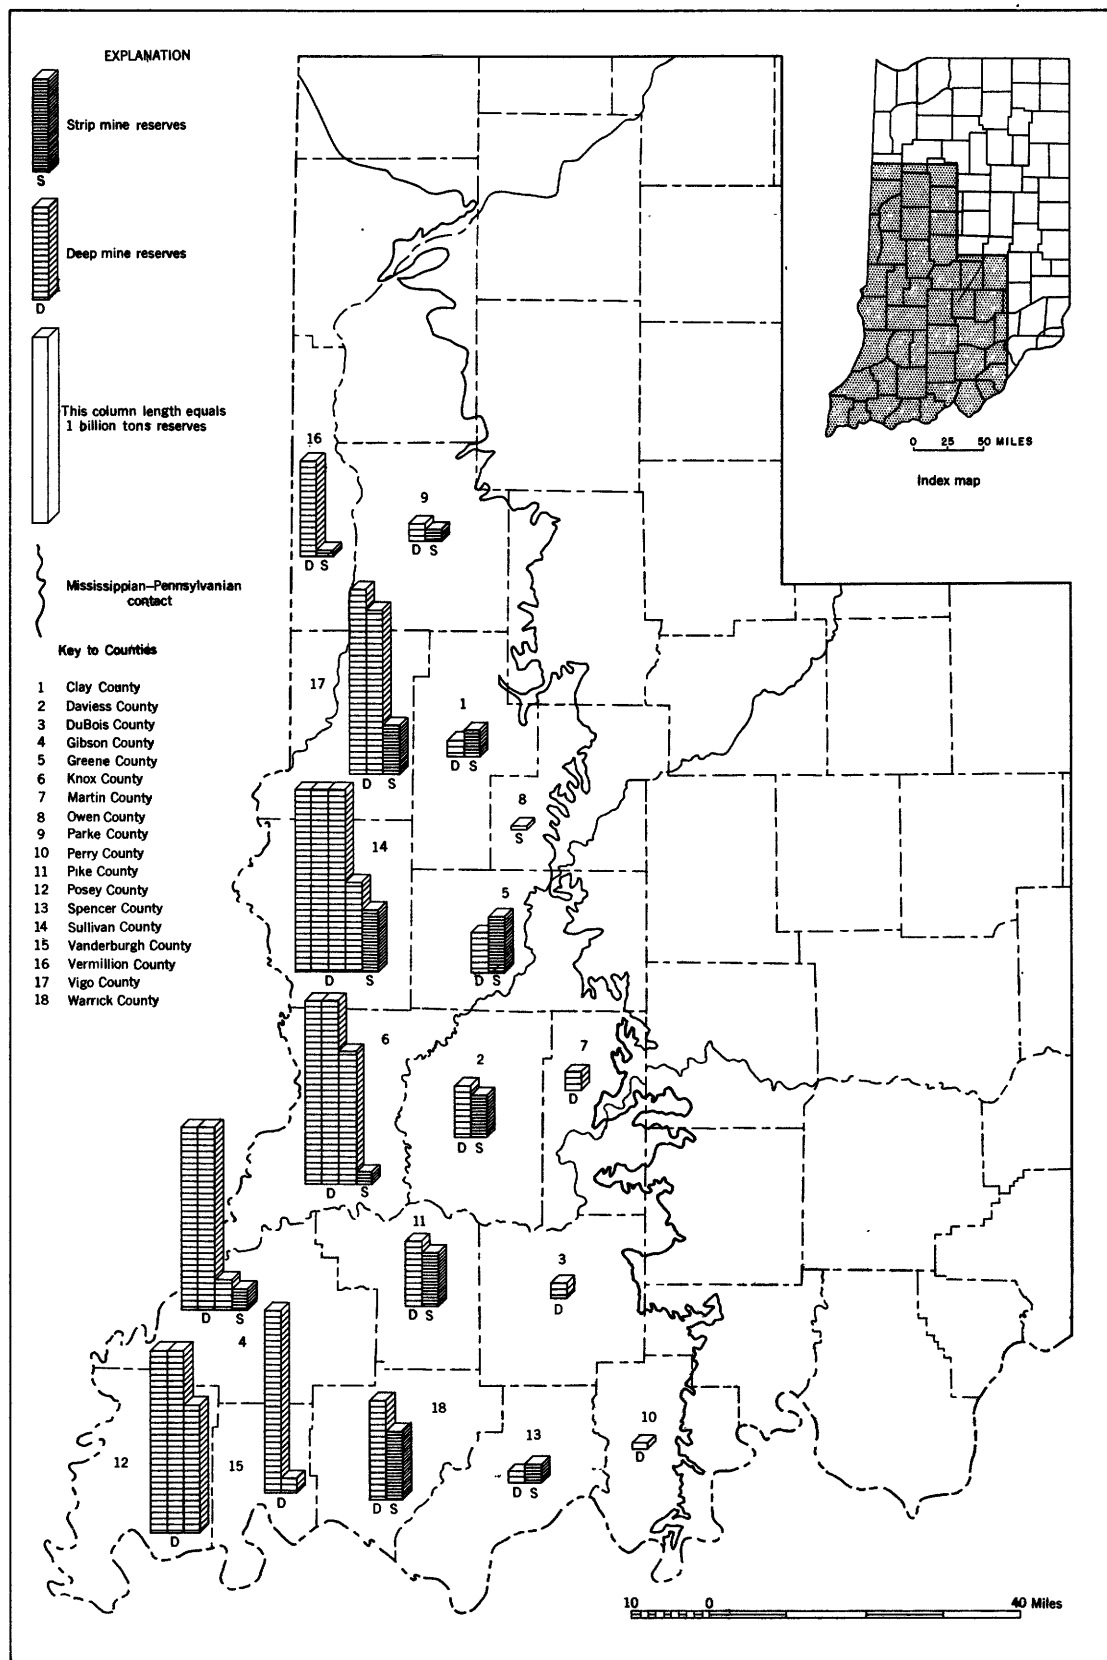 EXPLANATION
Strip mine reserves
S
Deep mine reserves
D
This column length equals
1 billion tons reserves
Mississippian–Pennsylvanian
contact
Key to Counties
1 Clay County
2 Daviess County
3 DuBois County
4 Gibson County
5 Greene County
6 Knox County
7 Martin County
8 Owen County
9 Parke County
10 Perry County
11 Pike County
12 Posey County
13 Spencer County
14 Sullivan County
15 Vanderburgh County
16 Vermillion County
17 Vigo County
18 Warrick County
0 25 50 MILES
Index map
16
D S
9
D S
17
D S
1
D S
8
S
14
D S
5
D S
6
D S
2
D S
7
D
4
D S
11
D S
3
D
12
D
15
D
18
D S
13
D S
10
D
10 0 40 Miles